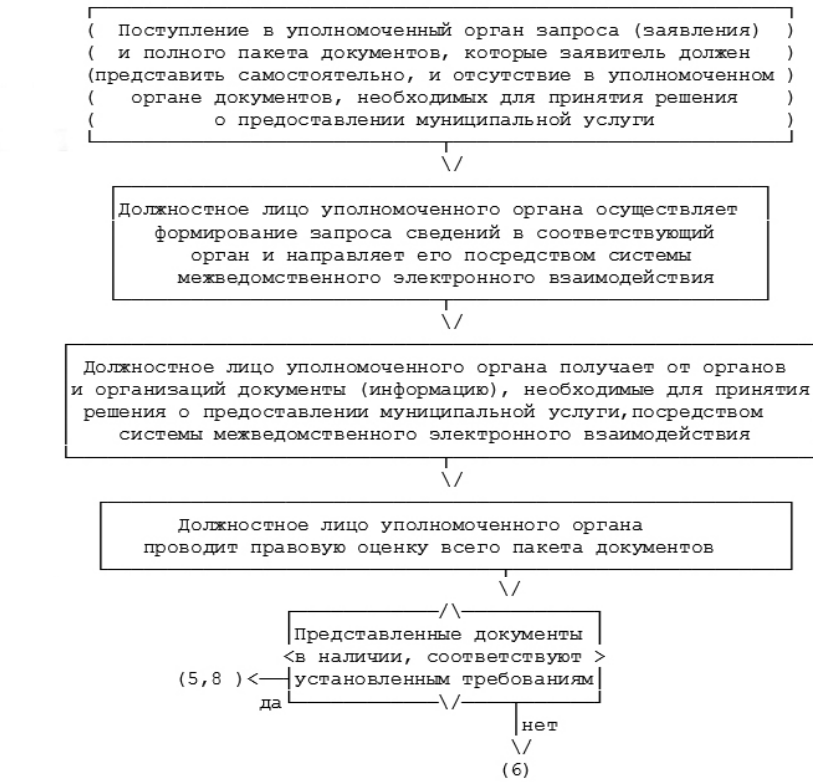 ( Поступление в уполномоченный орган запроса (заявления) )
( и полного пакета документов, которые заявитель должен )
(представить самостоятельно, и отсутствие в уполномоченном )
( органе документов, необходимых для принятия решения )
( о предоставлении муниципальной услуги )
\/
Должностное лицо уполномоченного органа осуществляет
формирование запроса сведений в соответствующий
орган и направляет его посредством системы
межведомственного электронного взаимодействия
\/
Должностное лицо уполномоченного органа получает от органов
и организаций документы (информацию), необходимые для принятия
решения о предоставлении муниципальной услуги,посредством
системы межведомственного электронного взаимодействия
\/
Должностное лицо уполномоченного органа
проводит правовую оценку всего пакета документов
\/
/\
Представленные документы
<в наличии, соответствуют >
(5,8 )<─ установленным требованиям
да \/
нет
\/
(6)